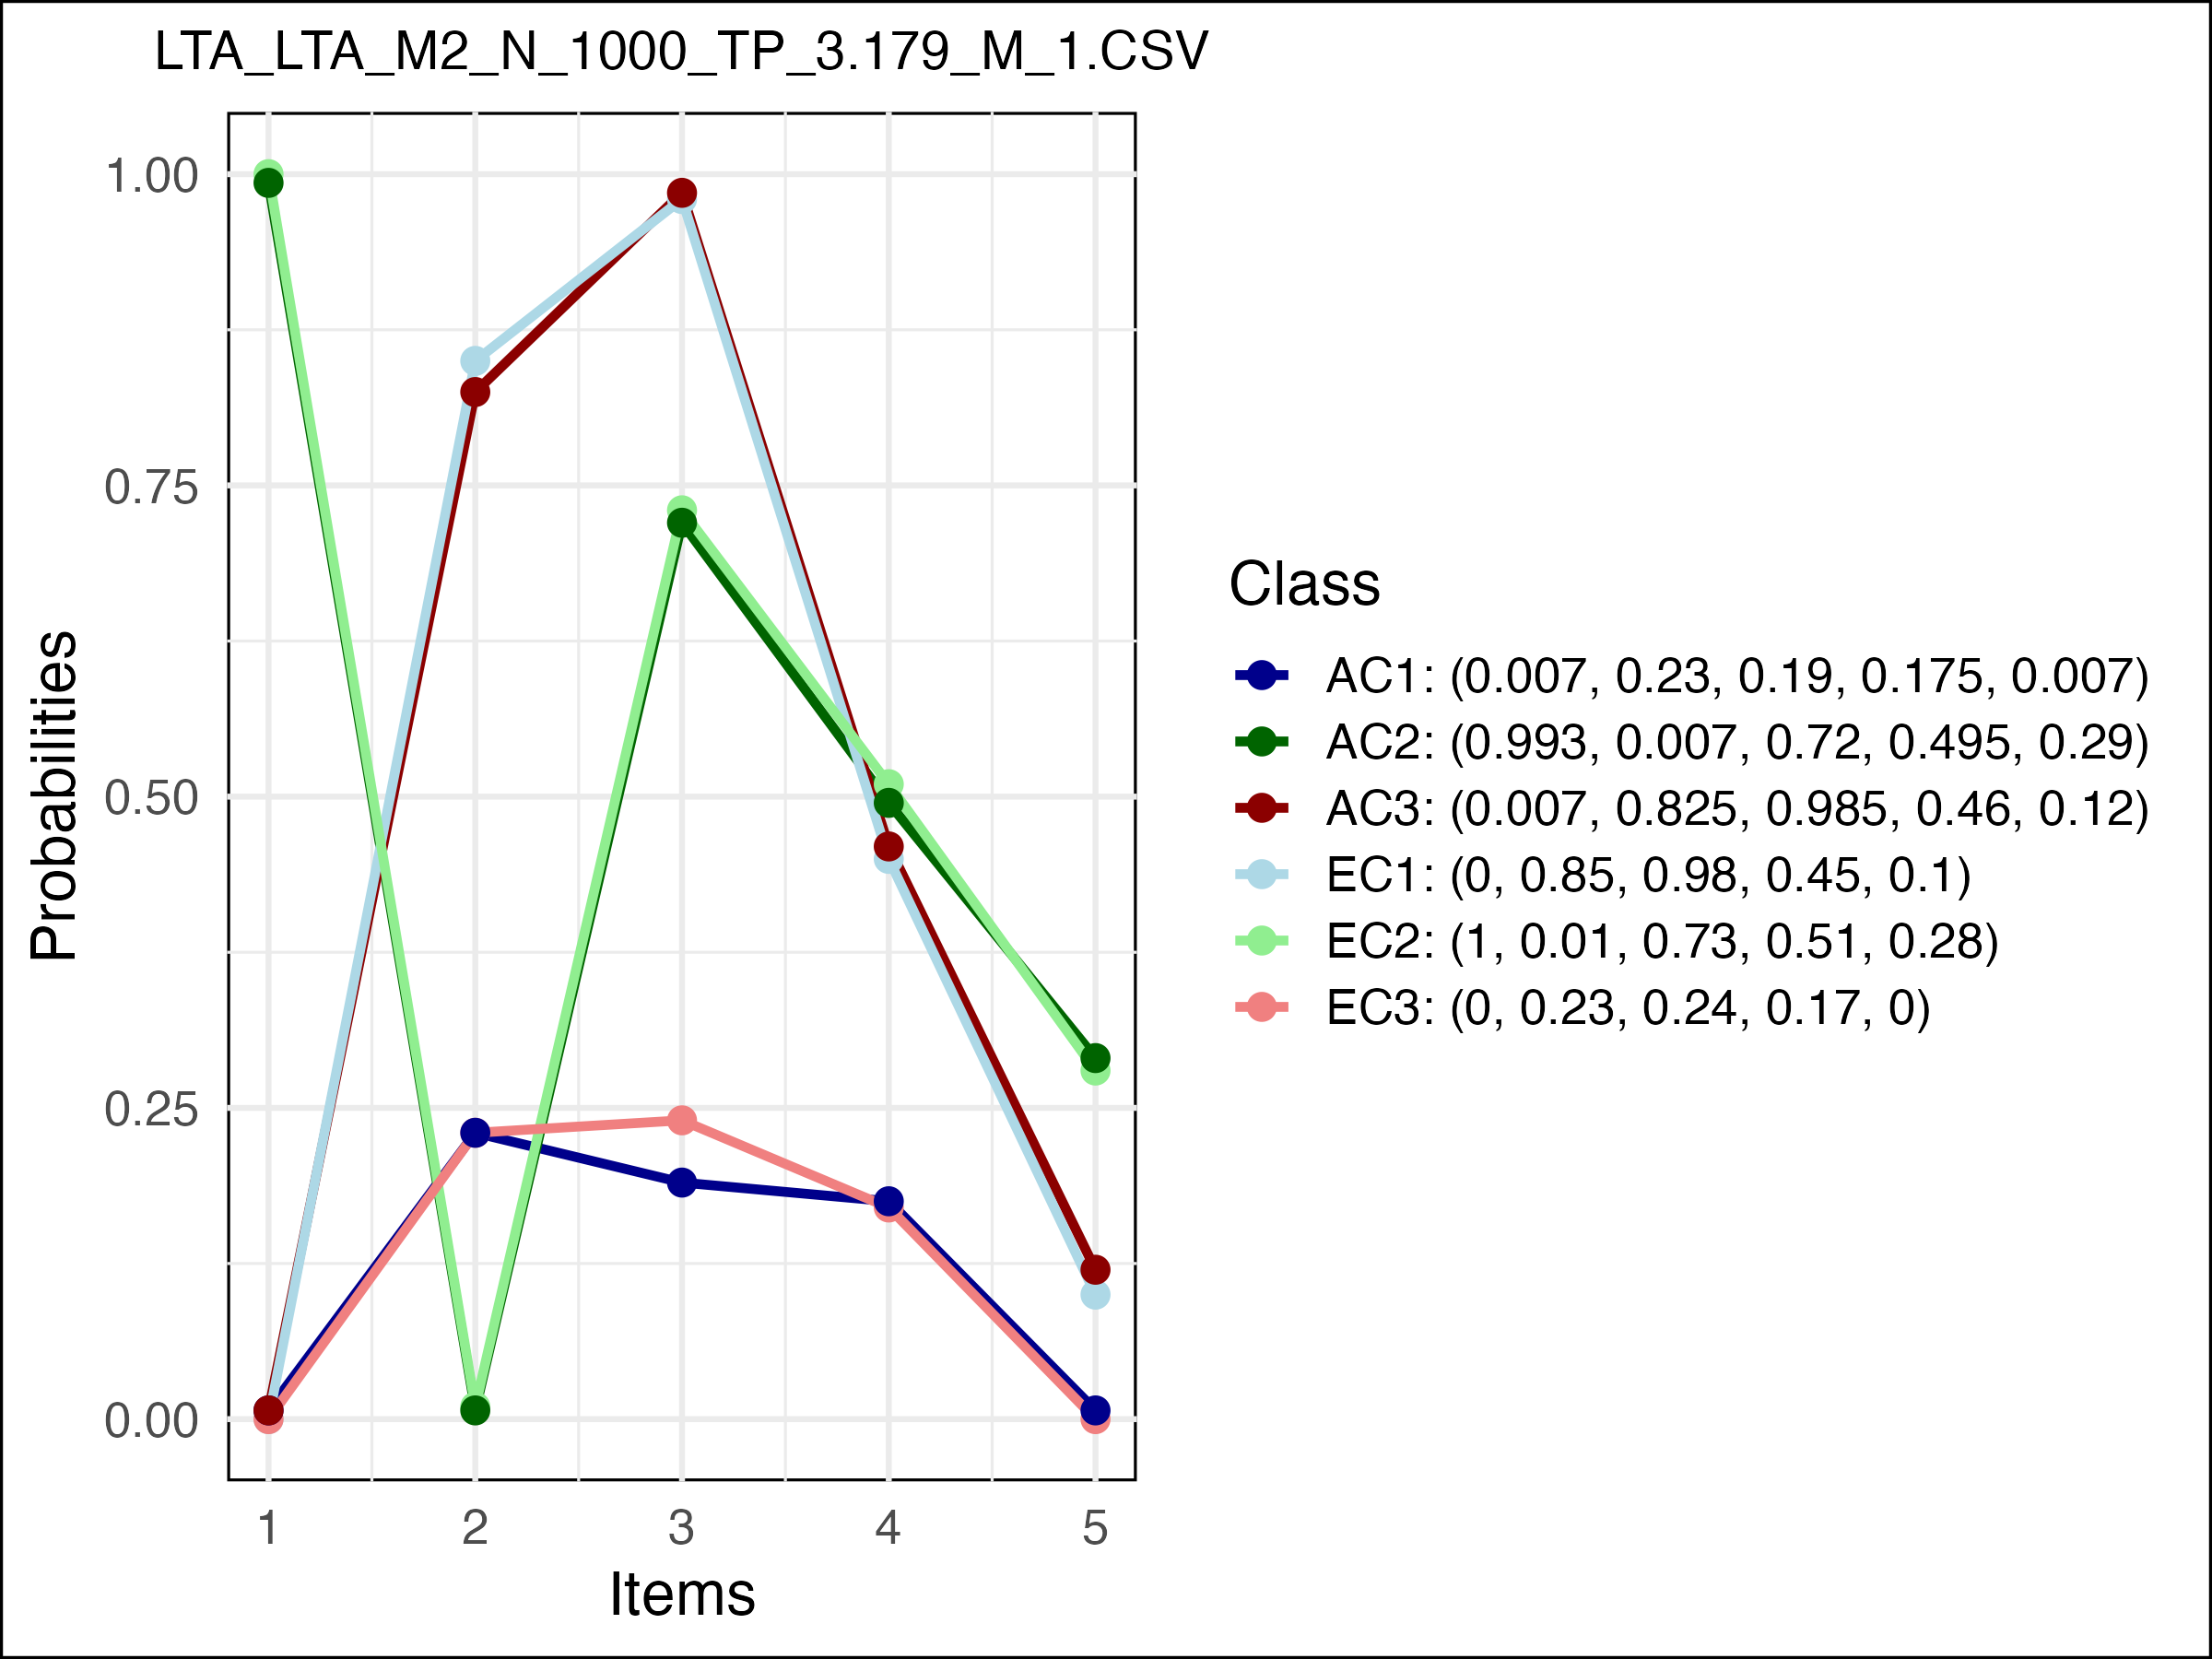 LTA_LTA_M2_N_1000_TP_3.179_M_1.CSV
1.00
0.75
0.50
0.25
0.00
Probabilities
1 2 3 4 5
Items
Class
AC1: (0.007, 0.23, 0.19, 0.175, 0.007)
AC2: (0.993, 0.007, 0.72, 0.495, 0.29)
AC3: (0.007, 0.825, 0.985, 0.46, 0.12)
EC1: (0, 0.85, 0.98, 0.45, 0.1)
EC2: (1, 0.01, 0.73, 0.51, 0.28)
EC3: (0, 0.23, 0.24, 0.17, 0)